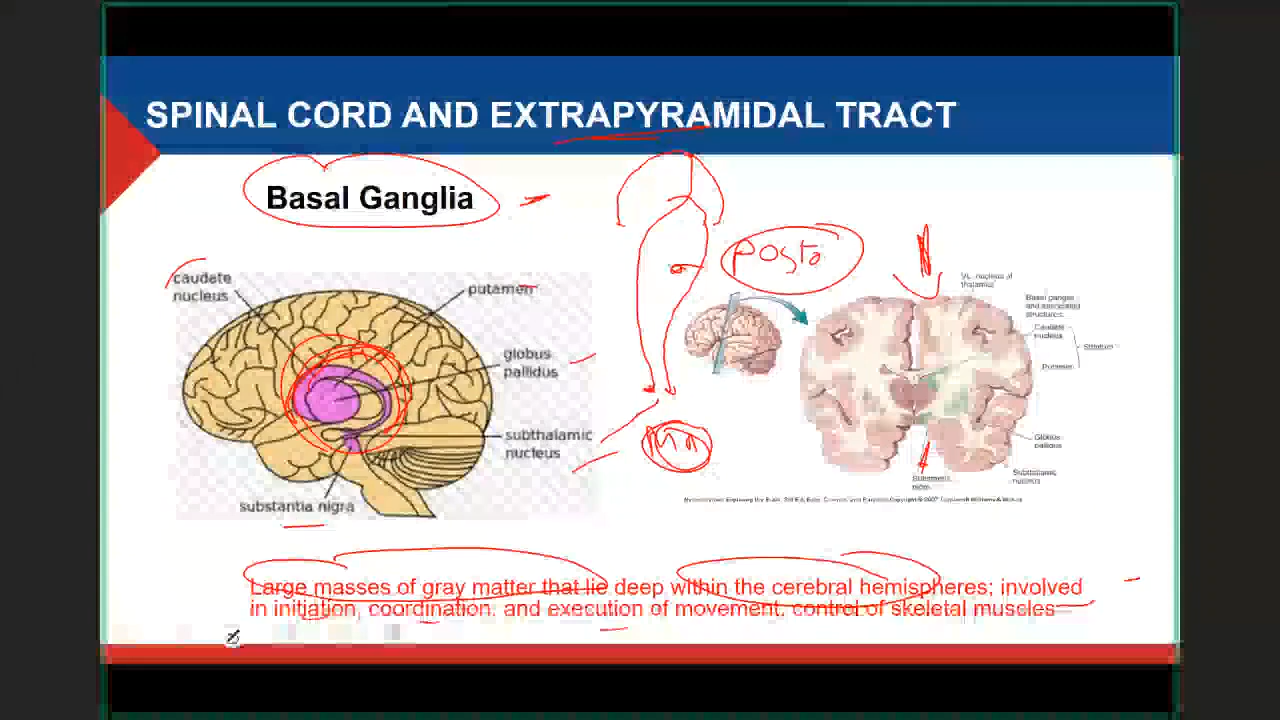 SPINAL CORD AND EXTRAPYRAMIDAL TRACT
Basal Ganglia
caudate
nucleus
putamen
globus
pallidus
subthalamic
nucleus
substantia nigra
Posto
VL nucleus of
thalamus
Basal ganglia
and associated
structures:
Caudate
nucleus
Striatum
Putamen
Globus
pallidus
Subthalamic
nucleus
Substantia
nigra
Large masses of gray matter that lie deep within the cerebral hemispheres; involved
in initiation, coordination, and execution of movement, control of skeletal muscles